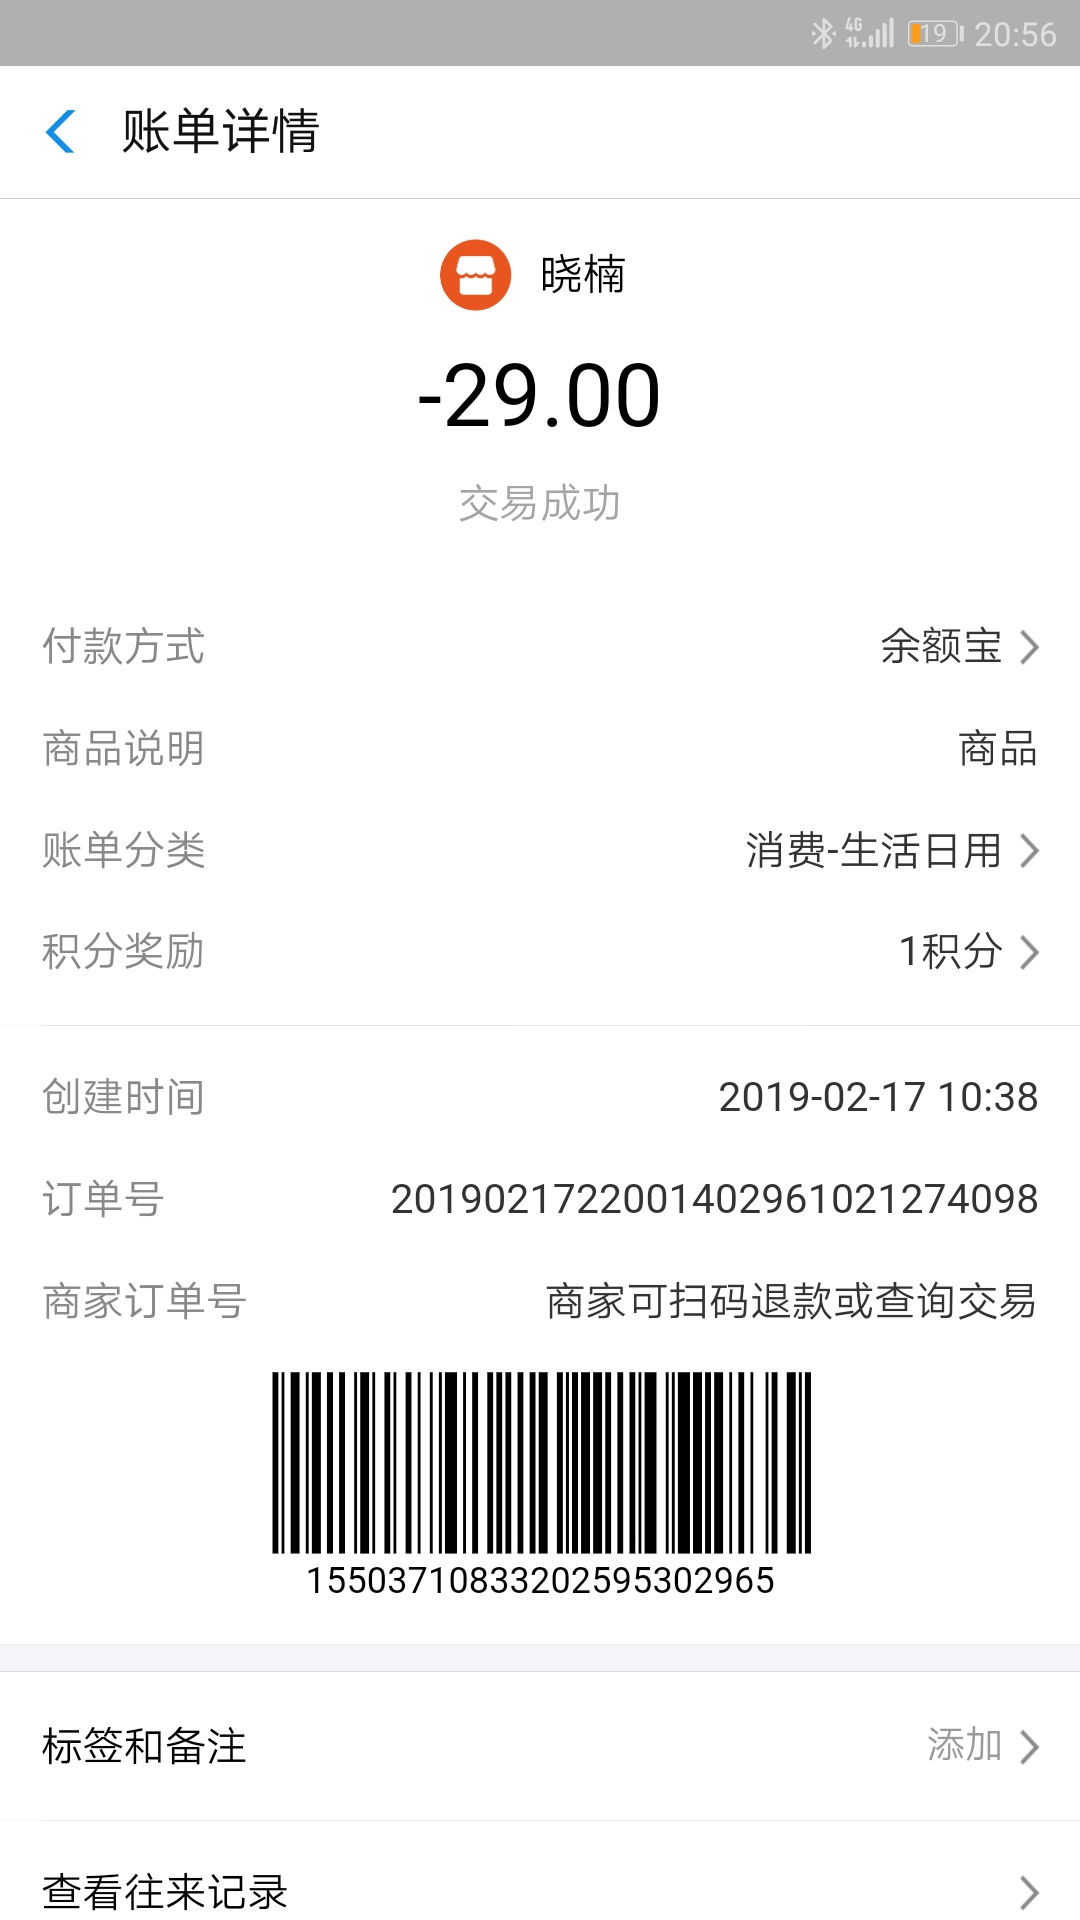 4G 19 20:56
账单详情
晓楠
-29.00
交易成功
付款方式 余额宝
商品说明 商品
账单分类 消费-生活日用
积分奖励 1积分
创建时间 2019-02-17 10:38
订单号 2019021722001402961021274098
商家订单号 商家可扫码退款或查询交易
15503710833202595302965
标签和备注 添加
查看往来记录